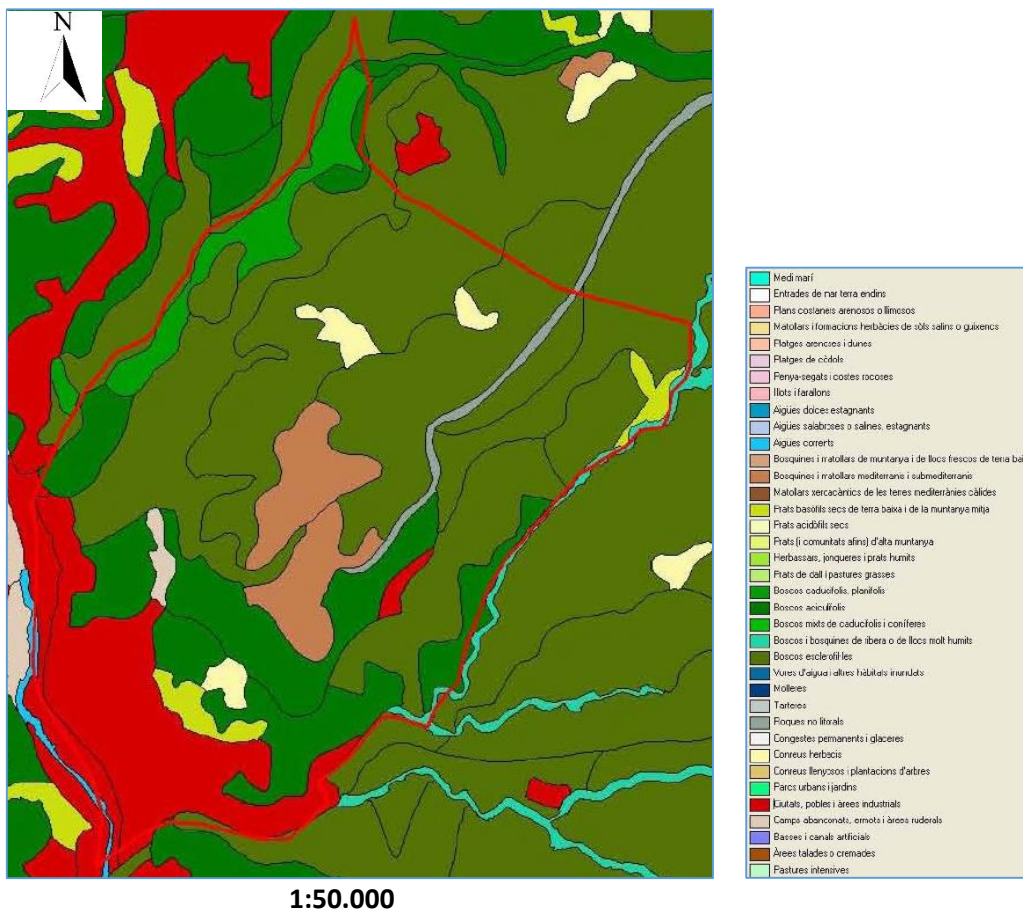 N
Medi marí
Entrades de mar terra endins
Plans costaners arenosos o llimosos
Matollars i formacions herbàcies de sòls salins o guixencs
Platges arenoses i dunes
Platges de còdols
Penya-segats i costes rocoses
Illots i farallons
Aigües dolces estagnants
Aigües salabroses o salines, estagnants
Aigües corrents
Bosquines i matollars de muntanya i de llocs frescos de terra bai
Bosquines i matollars mediterranis i submediterranis
Matollars xeroacàntics de les terres mediterrànies càlides
Prats basòfils secs de terra baixa i de la muntanya mitja
Prats acidòfils secs
Prats (i comunitats afins) d'alta muntanya
Herbassars, jonqueres i prats humits
Prats de dall i pastures grasses
Boscos caducifolis, planifolis
Boscos aciculifolis
Boscos mixts de caducifolis i coníferes
Boscos i bosquines de ribera o de llocs molt humits
Boscos esclerofil·les
Vores d'aigua i altres hàbitats inundats
Molleres
Tarteres
Roques no litorals
Congestes permanents i glaceres
Conreus herbacis
Conreus llenyosos i plantacions d'arbres
Parcs urbans i jardins
Ciutats, pobles i àrees industrials
Camps abandonats, ermots i àrees ruderals
Basses i canals artificials
Àrees talades o cremades
Pastures intensives
1:50.000